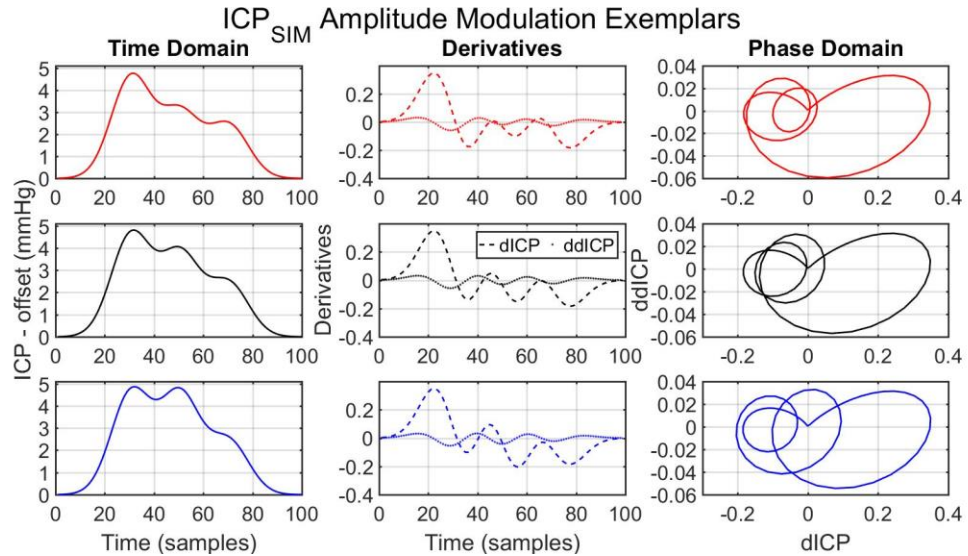 ICPSIM Amplitude Modulation Exemplars
Time Domain
Derivatives
Phase Domain
5
4
3
2
1
0
0 20 40 60 80 100
0.2
0
-0.2
-0.4
0 20 40 60 80 100
0.04
0.02
0
-0.02
-0.04
-0.06
-0.2 0 0.2 0.4
ICP - offset (mmHg)
5
4
3
2
1
0
0 20 40 60 80 100
Derivatives
0.2
0
-0.2
-0.4
dICP ddICP
0 20 40 60 80 100
ddICP
0.04
0.02
0
-0.02
-0.04
-0.06
-0.2 0 0.2 0.4
5
4
3
2
1
0
0 20 40 60 80 100
Time (samples)
0.2
0
-0.2
-0.4
0 20 40 60 80 100
Time (samples)
0.04
0.02
0
-0.02
-0.04
-0.06
-0.2 0 0.2 0.4
dICP